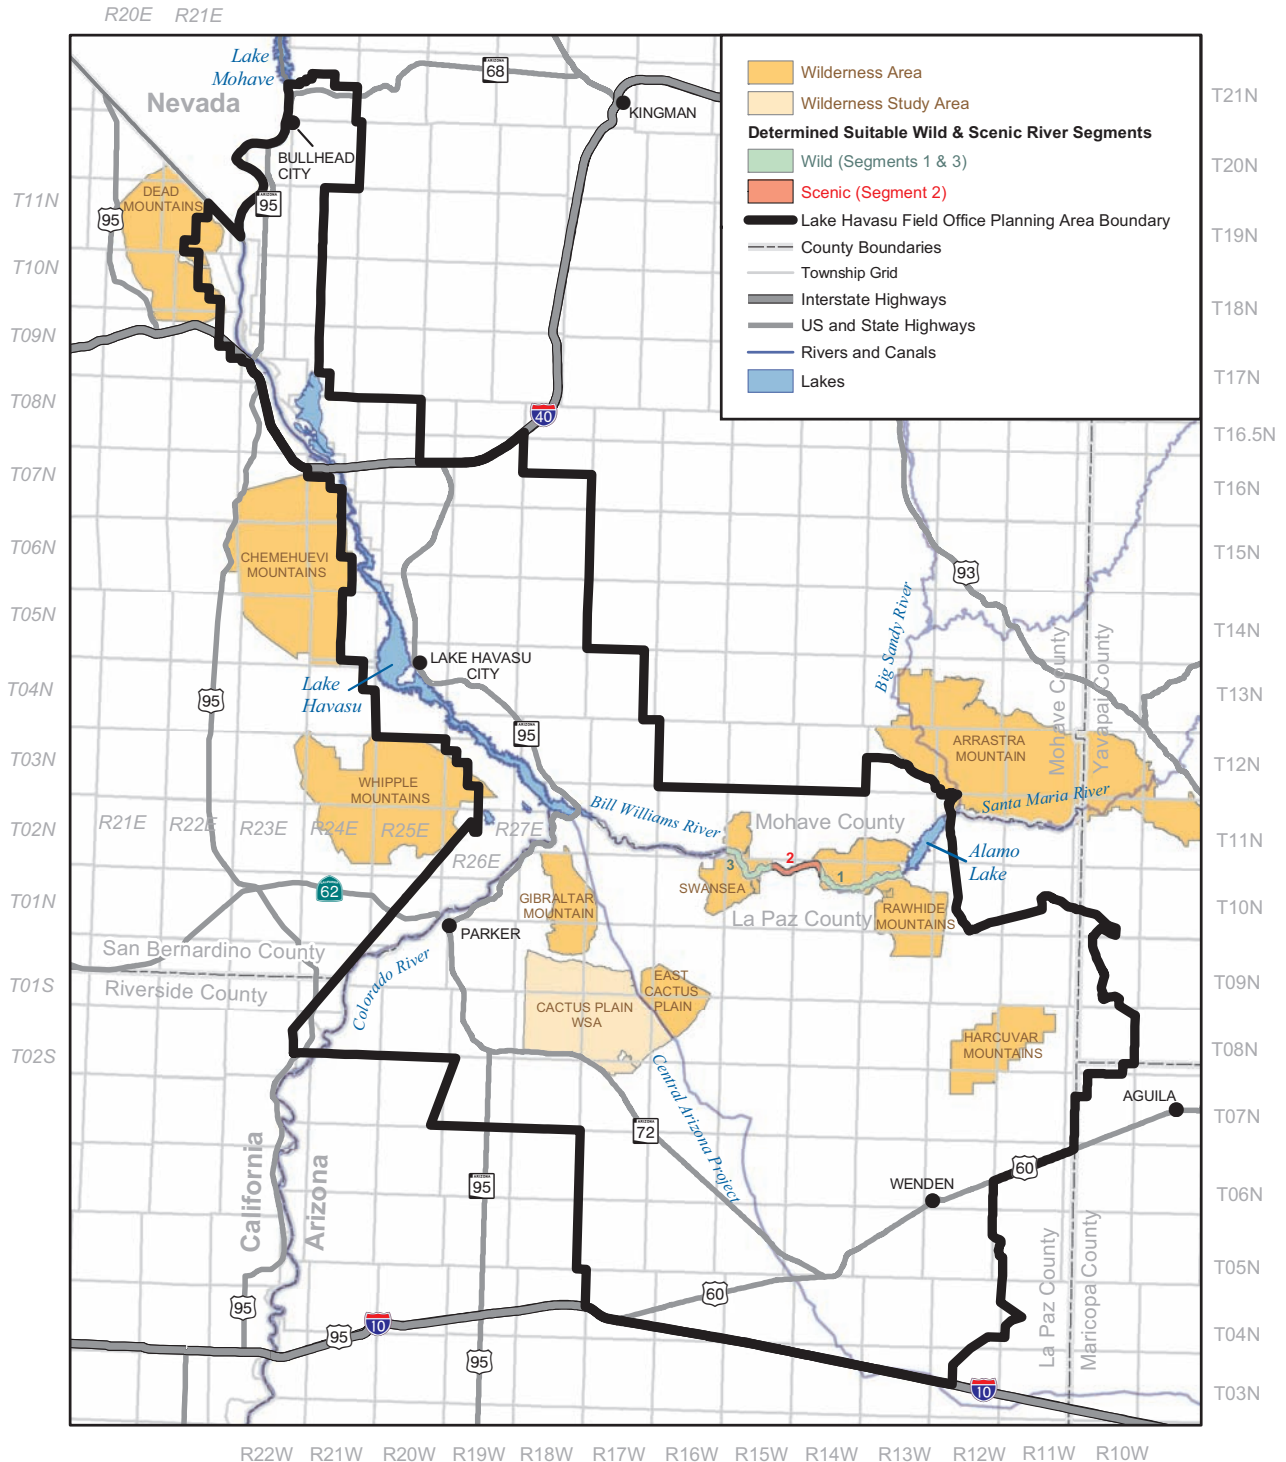 R20E R21E
Lake
Mohave
Nevada
68
KINGMAN
BULLHEAD
CITY
DEAD
MOUNTAINS
95
ARIZONA
95
Wilderness Area
Wilderness Study Area
Determined Suitable Wild & Scenic River Segments
Wild (Segments 1 & 3)
Scenic (Segment 2)
Lake Havasu Field Office Planning Area Boundary
County Boundaries
Township Grid
Interstate Highways
US and State Highways
Rivers and Canals
Lakes
T11N
T10N
T09N
T08N
T07N
T06N
T05N
T04N
T03N
T02N
T01N
T01S
T02S
T21N
T20N
T19N
T18N
T17N
T16.5N
T16N
T15N
T14N
T13N
T12N
T11N
T10N
T09N
T08N
T07N
T06N
T05N
T04N
T03N
40
CHEMEHUEVI
MOUNTAINS
93
Big Sandy River
Mohave County
Yavapai County
LAKE HAVASU
CITY
Lake
Havasu
95
ARIZONA
95
ARRASTRA
MOUNTAIN
WHIPPLE
MOUNTAINS
Santa Maria River
Bill Williams River
R21E R22E R23E R24E R25E R27E
R26E
Mohave County
Alamo
Lake
3
2
1
SWANSEA
La Paz County
RAWHIDE
MOUNTAINS
CALIFORNIA
62
GIBRALTAR
MOUNTAIN
PARKER
San Bernardino County
Riverside County
Colorado River
EAST
CACTUS
PLAIN
CACTUS PLAIN
WSA
HARCUVAR
MOUNTAINS
Central Arizona Project
AGUILA
ARIZONA
72
California
Arizona
ARIZONA
95
60
WENDEN
La Paz County
Maricopa County
60
95
95
10
95
10
R22W R21W R20W R19W R18W R17W R16W R15W R14W R13W R12W R11W R10W